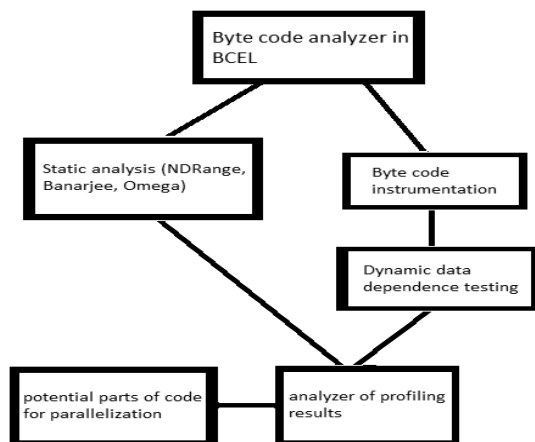 Byte code analyzer in
BCEL
Static analysis (NDRange,
Banarjee, Omega)
Byte code
instrumentation
Dynamic data
dependence testing
potential parts of code
for parallelization
analyzer of profiling
results